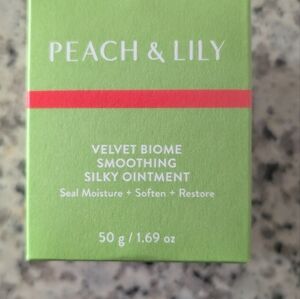 PEACH & LILY
VELVET BIOME
SMOOTHING
SILKY OINTMENT
Seal Moisture + Soften + Restore
50 g / 1.69 oz